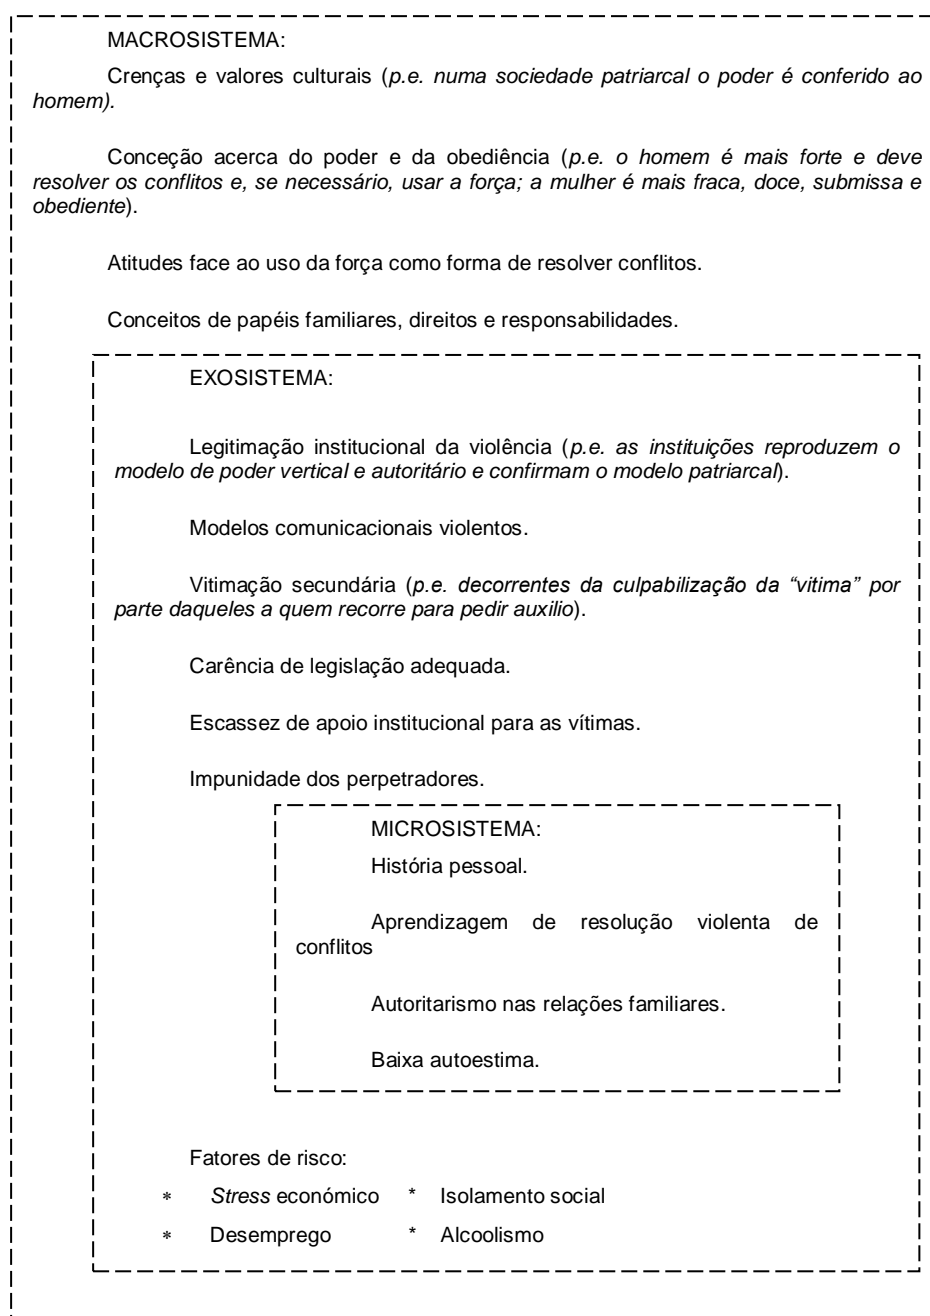 MACROSISTEMA:
Crenças e valores culturais (p.e. numa sociedade patriarcal o poder é conferido ao
homem).
Conceção acerca do poder e da obediência (p.e. o homem é mais forte e deve
resolver os conflitos e, se necessário, usar a força; a mulher é mais fraca, doce, submissa e
obediente).
Atitudes face ao uso da força como forma de resolver conflitos.
Conceitos de papéis familiares, direitos e responsabilidades.
EXOSISTEMA:
Legitimação institucional da violência (p.e. as instituições reproduzem o
modelo de poder vertical e autoritário e confirmam o modelo patriarcal).
Modelos comunicacionais violentos.
Vitimação secundária (p.e. decorrentes da culpabilização da “vitima” por
parte daqueles a quem recorre para pedir auxilio).
Carência de legislação adequada.
Escassez de apoio institucional para as vítimas.
Impunidade dos perpetradores.
MICROSISTEMA:
História pessoal.
Aprendizagem de resolução violenta de
conflitos
Autoritarismo nas relações familiares.
Baixa autoestima.
Fatores de risco:
* Stress económico * Isolamento social
* Desemprego * Alcoolismo